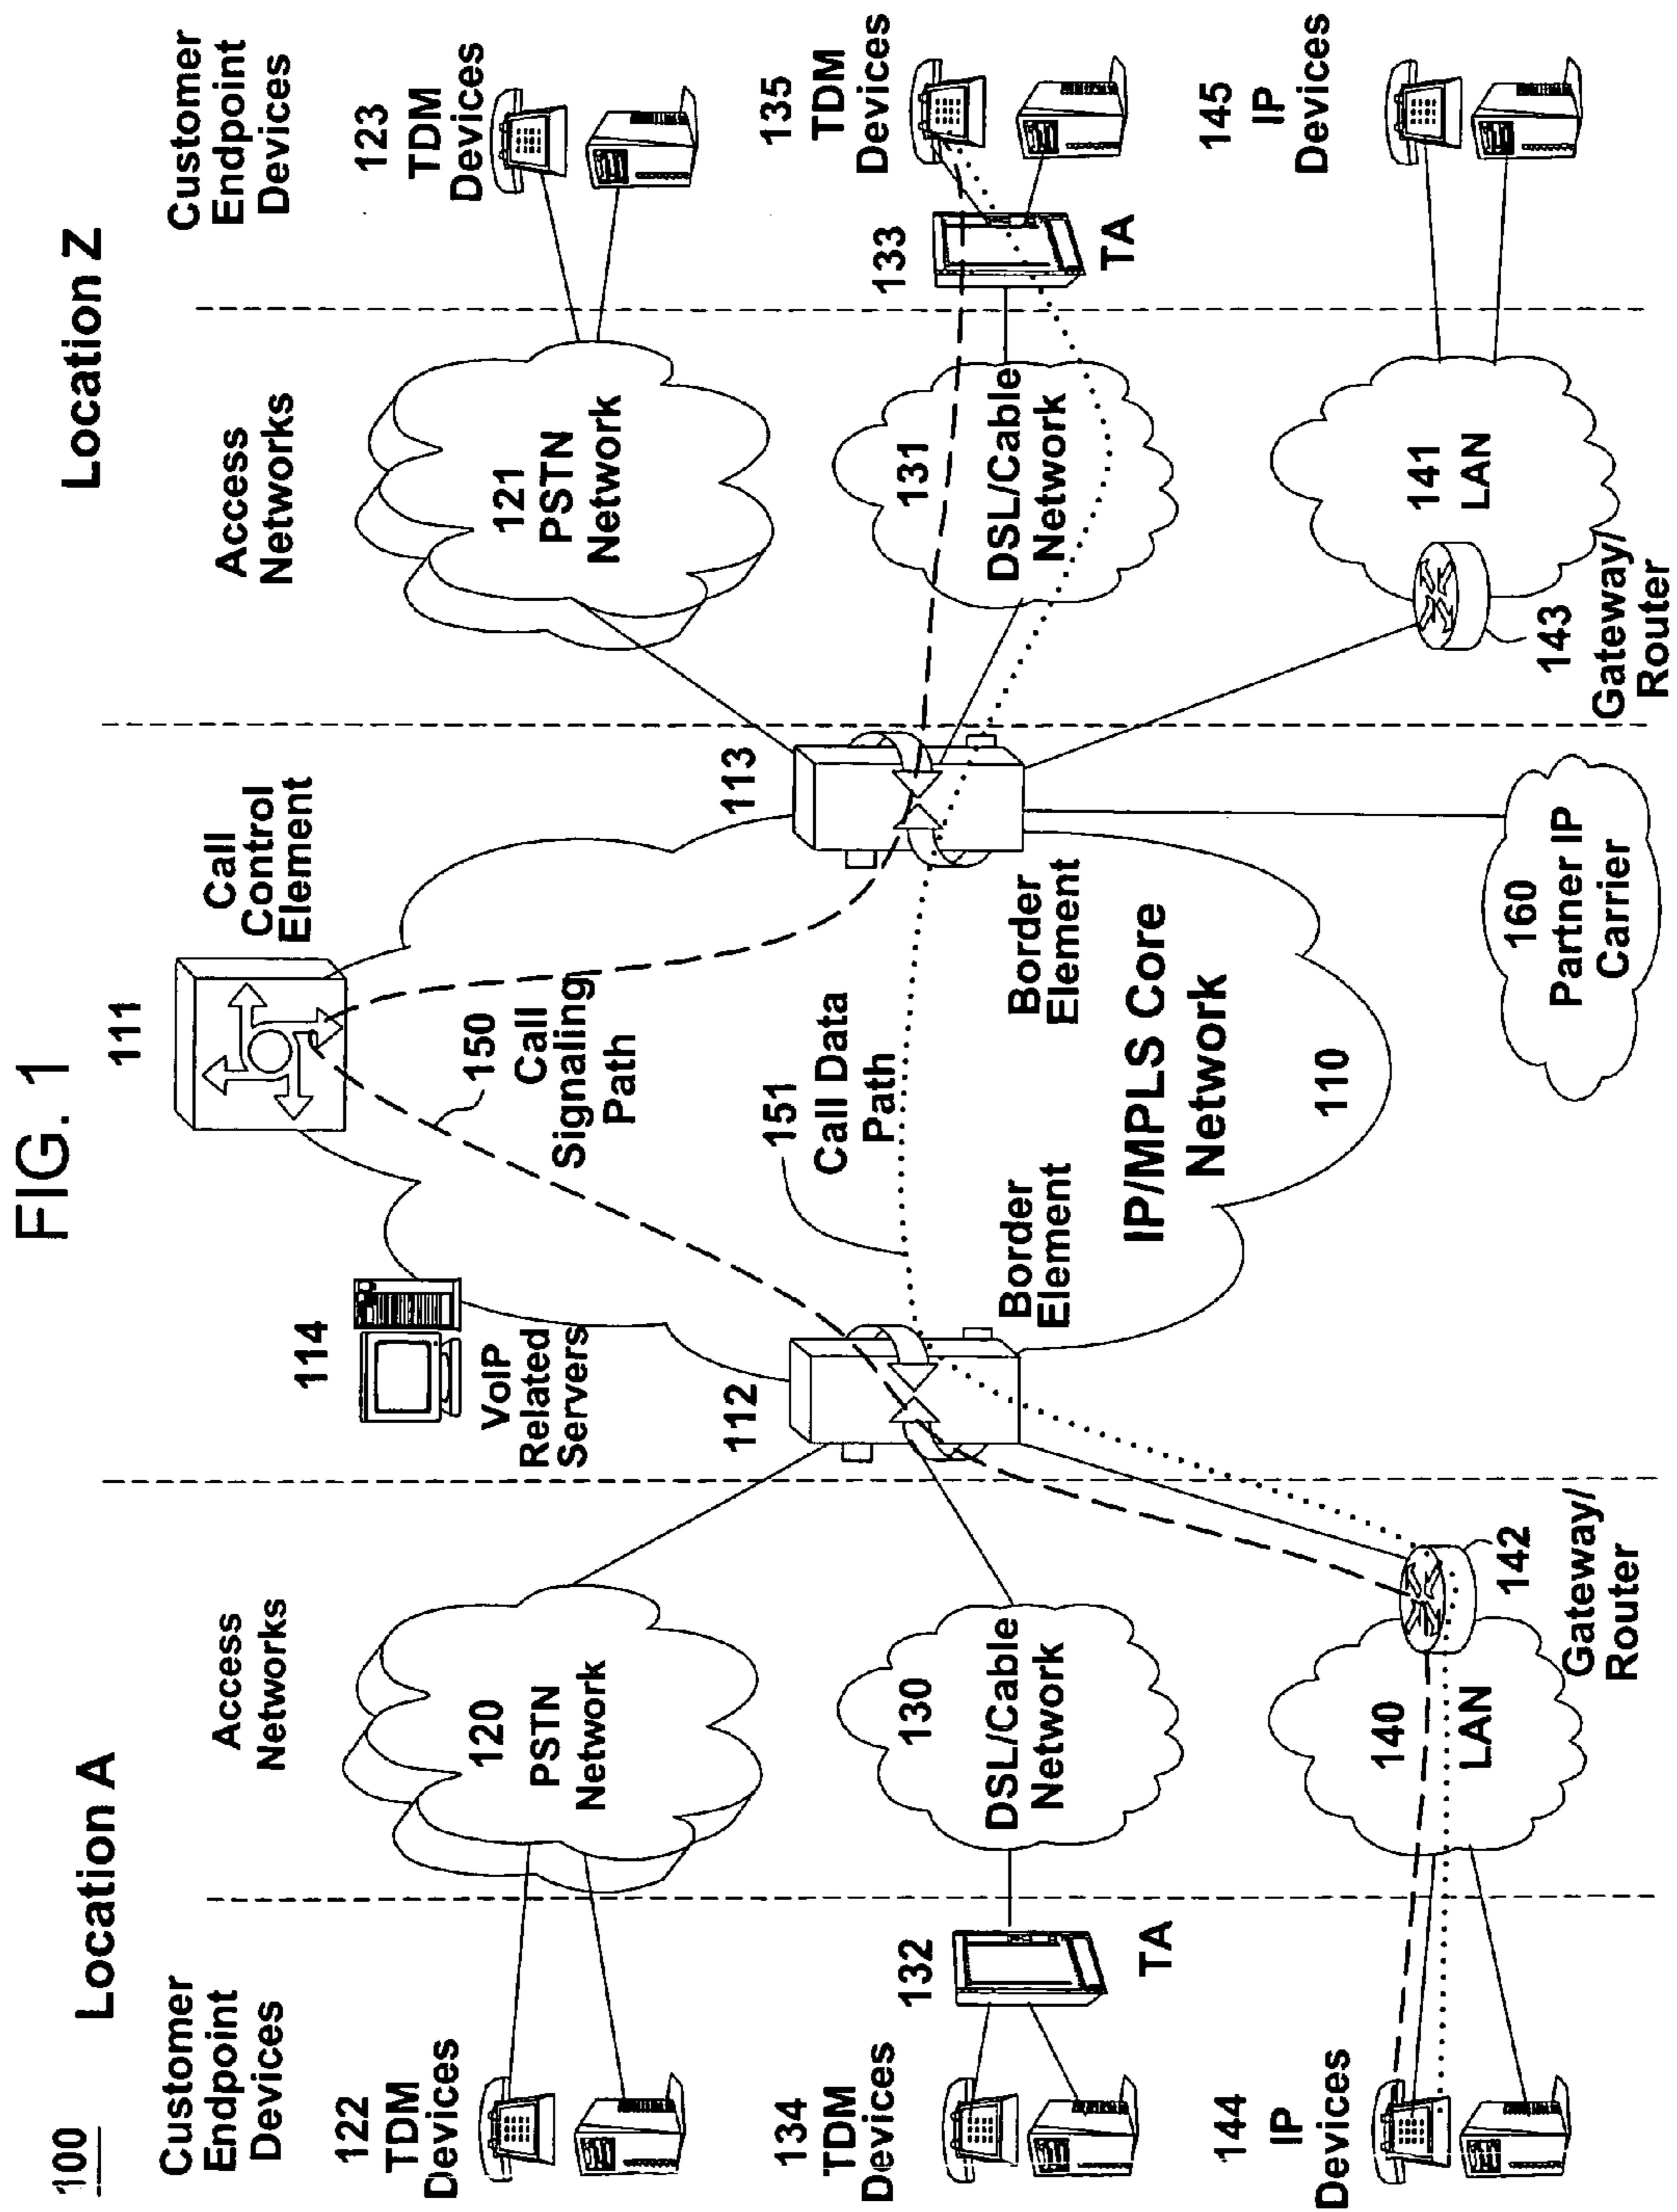 FIG. 1
100
Location A
Location Z
Customer
Endpoint
Devices
Access
Networks
111
Call
Control
Element
Access
Networks
Customer
Endpoint
Devices
114
VoIP
Related
Servers
122
TDM
Devices
120
PSTN
Network
150
Call
Signaling
Path
121
PSTN
Network
123
TDM
Devices
112
113
151
Call Data
Path
134
TDM
Devices
132
TA
130
DSL/Cable
Network
Border
Element
Border
Element
131
DSL/Cable
Network
133
TA
135
TDM
Devices
IP/MPLS Core
Network
110
144
IP
Devices
140
LAN
142
Gateway/
Router
160
Partner IP
Carrier
143
Gateway/
Router
141
LAN
145
IP
Devices